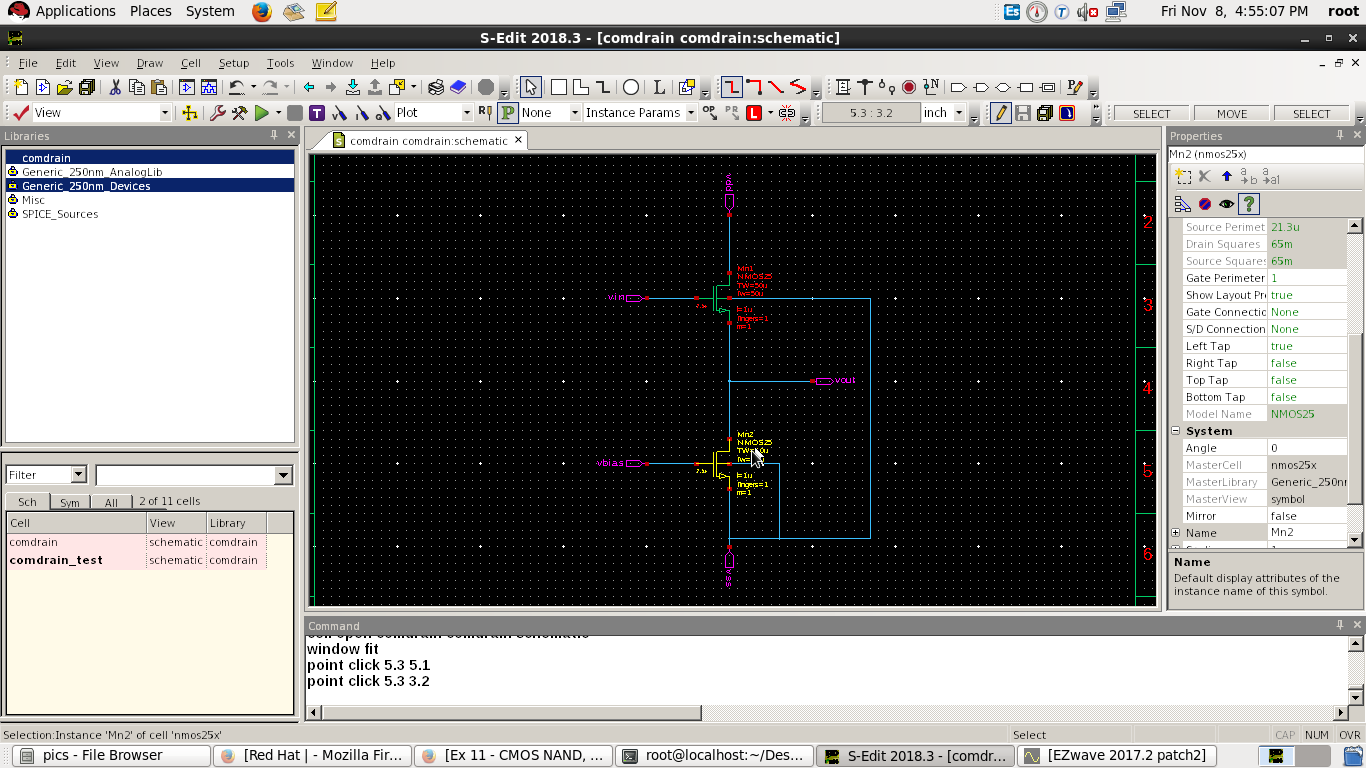 Applications Places System Fri Nov 8, 4:55:07 PM root
S-Edit 2018.3 - [comdrain comdrain:schematic]
File Edit View Draw Cell Setup Tools Window Help
View Plot None Instance Params 5.3 : 3.2 inch SELECT MOVE SELECT
Libraries
comdrain
Generic_250nm_AnalogLib
Generic_250nm_Devices
Misc
SPICE_Sources
Filter
Sch Sym All 2 of 11 cells
Cell View Library
comdrain schematic comdrain
comdrain_test schematic comdrain
comdrain comdrain:schematic
vdd
Mn1
NMOS25
TW=50u
W=50u
l=1u
fingers=1
m=1
vin
vout
Mn2
NMOS25
l=1u
fingers=1
m=1
vbias
vss
2
3
4
5
6
Command
window fit
point click 5.3 5.1
point click 5.3 3.2
Properties
Mn2 (nmos25x)
Source Perimet 21.3u
Drain Squares 65m
Source Squares 65m
Gate Perimeter 1
Show Layout Pr true
Gate Connectio None
S/D Connection None
Left Tap true
Right Tap false
Top Tap false
Bottom Tap false
Model Name NMOS25
System
Angle 0
MasterCell nmos25x
MasterLibrary Generic_250n
MasterView symbol
Mirror false
Name Mn2
Name
Default display attributes of the
instance name of this symbol.
Selection:Instance 'Mn2' of cell 'nmos25x' Select CAP NUM OVR
pics - File Browser [Red Hat | - Mozilla Fir... [Ex 11 - CMOS NAND, ... root@localhost:~/Des... S-Edit 2018.3 - [comdr... [EZwave 2017.2 patch2]